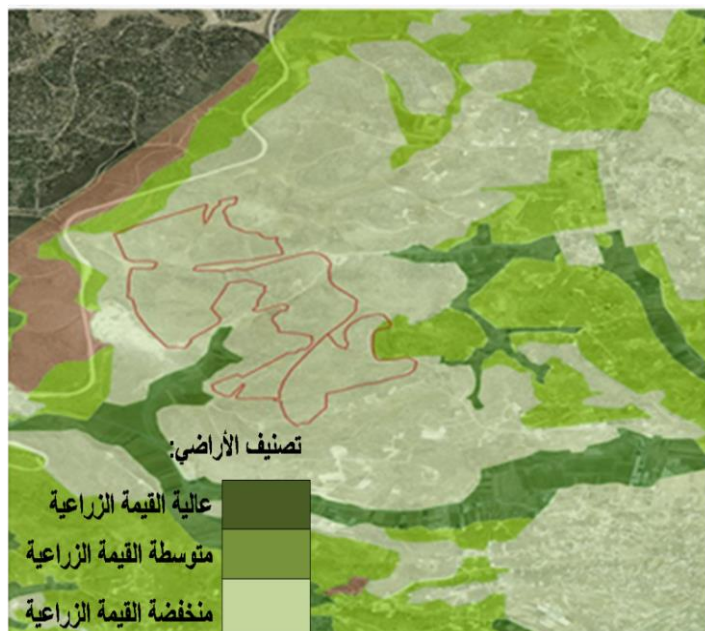 تصنيف الأراضي:
عالية القيمة الزراعية
متوسطة القيمة الزراعية
منخفضة القيمة الزراعية